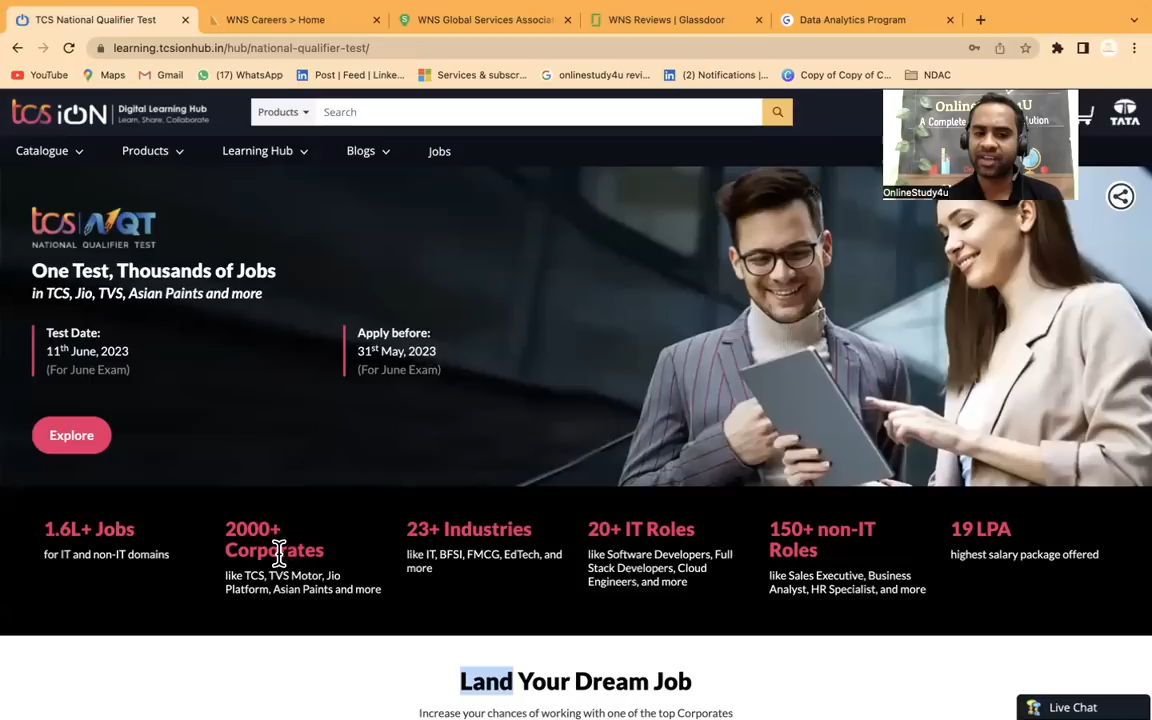 TCS National Qualifier Test
WNS Careers > Home
WNS Global Services Associat
WNS Reviews | Glassdoor
Data Analytics Program
learning.tcsionhub.in/hub/national-qualifier-test/
YouTube
Maps
Gmail
(17) WhatsApp
Post | Feed | Linke...
Services & subscr...
onlinestudy4u revi...
(2) Notifications |...
Copy of Copy of C...
NDAC
tcs iON
Digital Learning Hub
Learn. Share. Collaborate
Products
Search
A Complete
TATA
OnlineStudy4u
Catalogue
Products
Learning Hub
Blogs
Jobs
tcs NQT
NATIONAL QUALIFIER TEST
One Test, Thousands of Jobs
in TCS, Jio, TVS, Asian Paints and more
Test Date:
11th June, 2023
(For June Exam)
Apply before:
31st May, 2023
(For June Exam)
Explore
1.6L+ Jobs
for IT and non-IT domains
2000+
Corporates
like TCS, TVS Motor, Jio
Platform, Asian Paints and more
23+ Industries
like IT, BFSI, FMCG, EdTech, and
more
20+ IT Roles
like Software Developers, Full
Stack Developers, Cloud
Engineers, and more
150+ non-IT
Roles
like Sales Executive, Business
Analyst, HR Specialist, and more
19 LPA
highest salary package offered
Land Your Dream Job
Increase your chances of working with one of the top Corporates
Live Chat